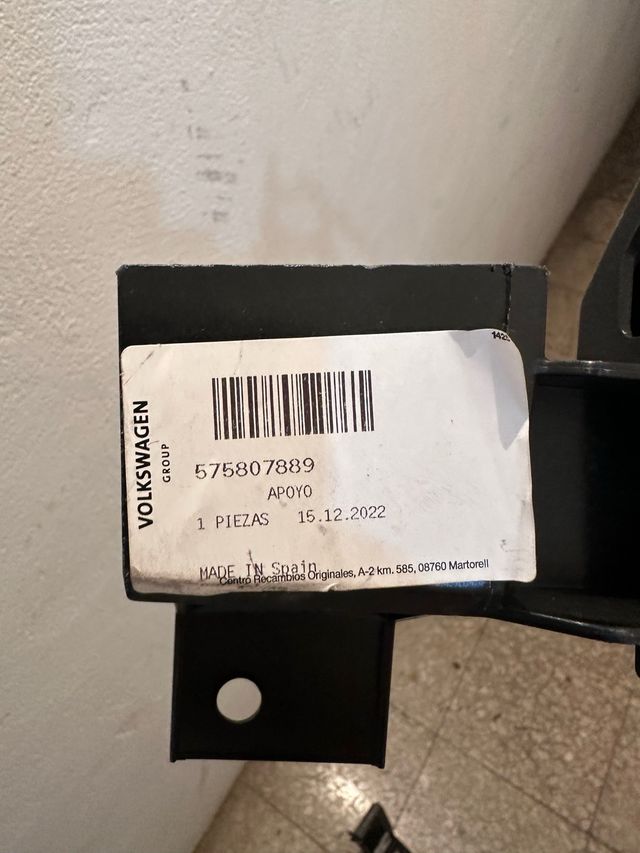 VOLKSWAGEN
GROUP
575807889
APOYO
1 PIEZAS 15.12.2022
MADE IN Spain
Centro Recambios Originales, A-2 km. 585, 08760 Martorell